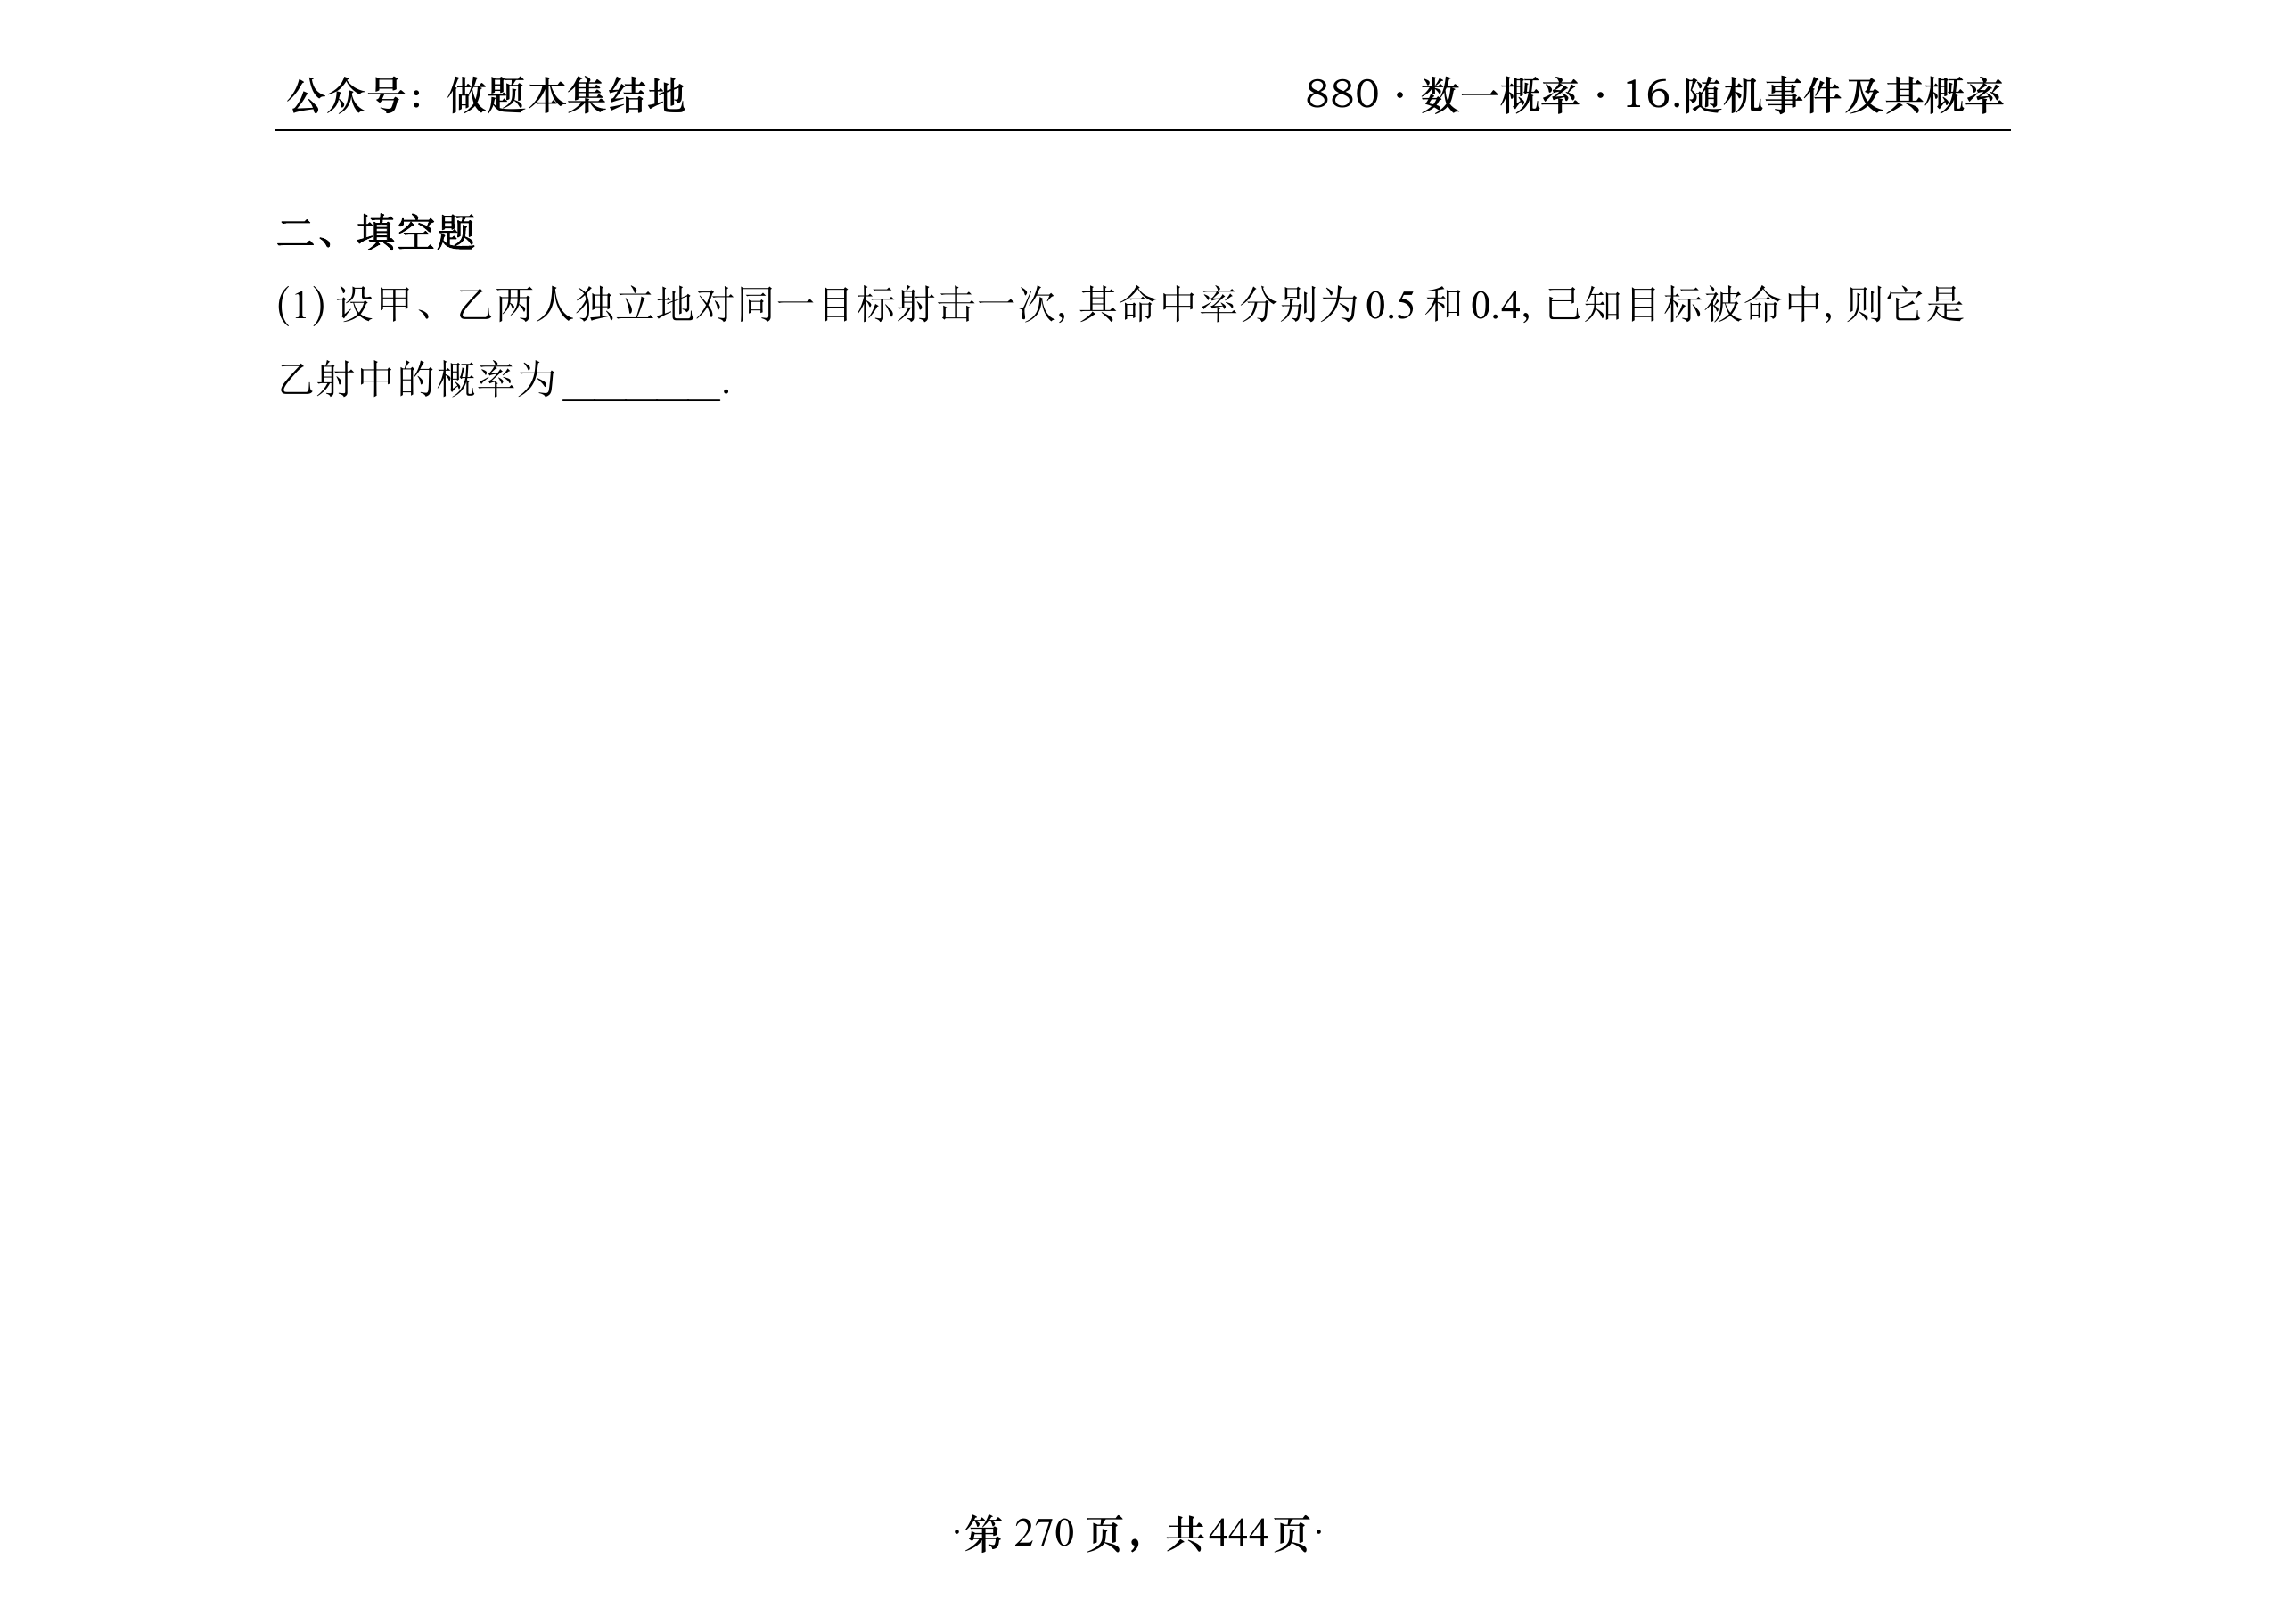 公众号：做题本集结地
880 · 数一概率 · 16.随机事件及其概率
二、填空题
(1) 设甲、乙两人独立地对同一目标射击一次, 其命中率分别为 0.5 和 0.4, 已知目标被命中, 则它是
乙射中的概率为________.
·第 270 页，共444页·